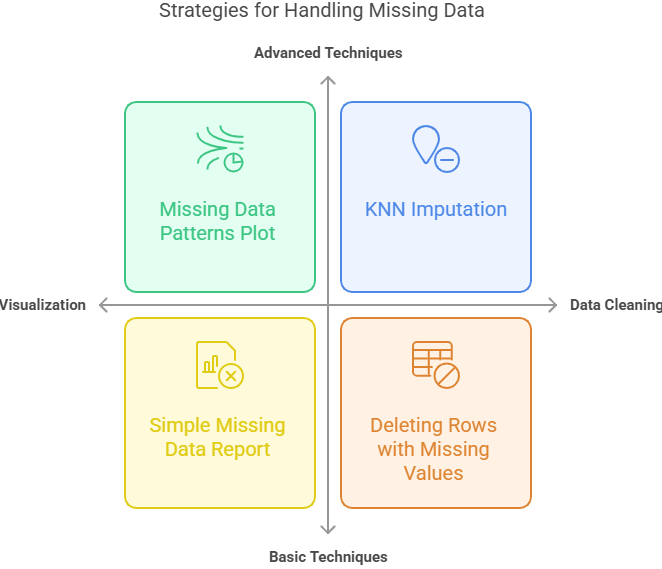 Strategies for Handling Missing Data
Advanced Techniques
Missing Data
Patterns Plot
KNN Imputation
Visualization
Data Cleaning
Simple Missing
Data Report
Deleting Rows
with Missing
Values
Basic Techniques